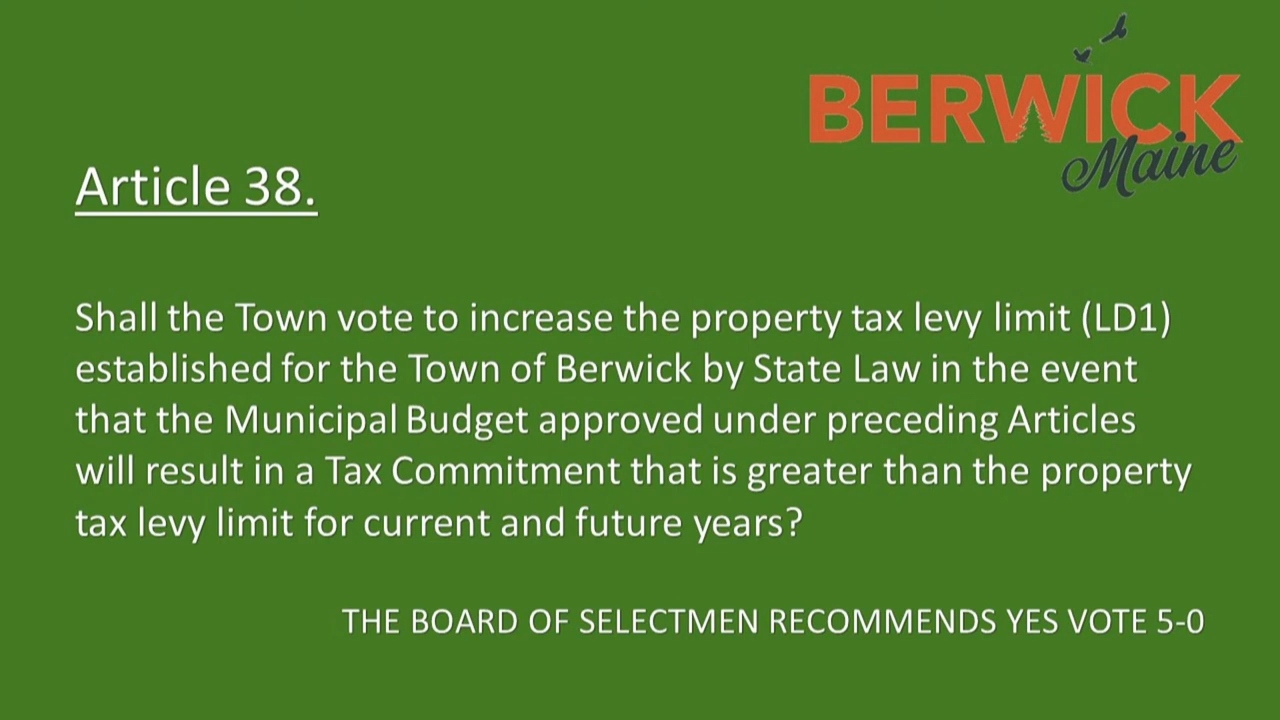 BERWICK
Maine
Article 38.
Shall the Town vote to increase the property tax levy limit (LD1)
established for the Town of Berwick by State Law in the event
that the Municipal Budget approved under preceding Articles
will result in a Tax Commitment that is greater than the property
tax levy limit for current and future years?
THE BOARD OF SELECTMEN RECOMMENDS YES VOTE 5-0